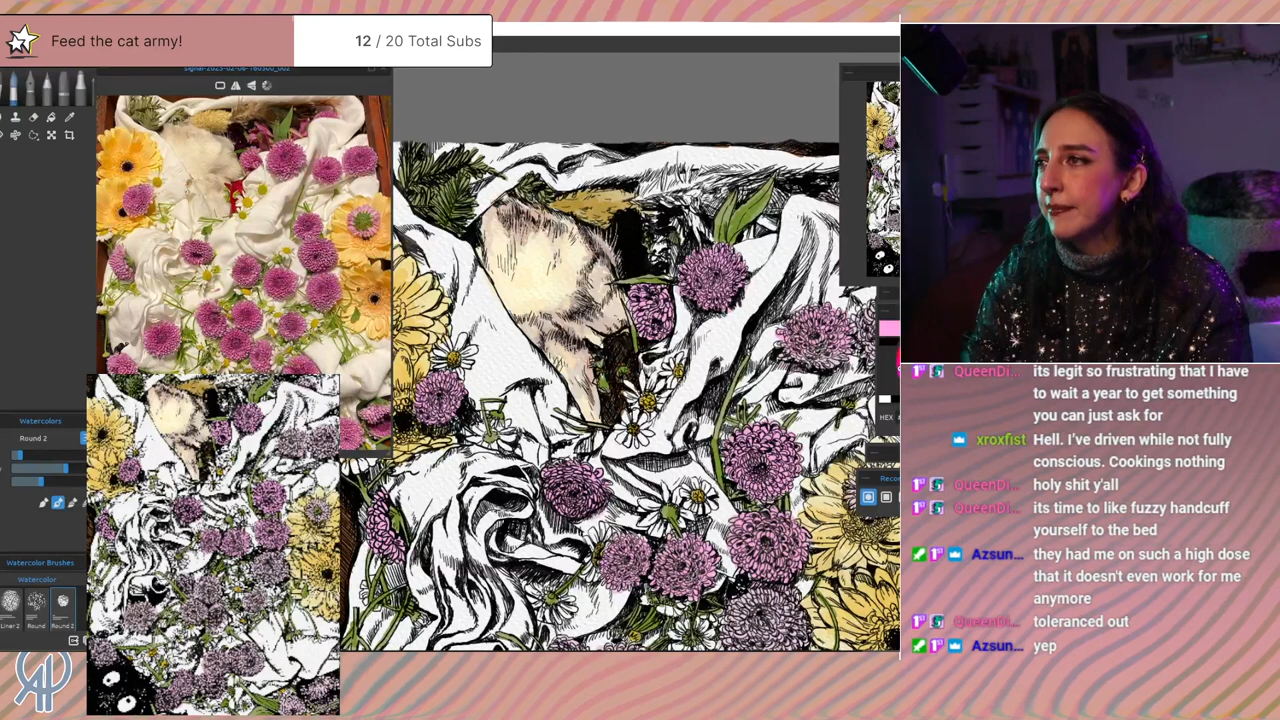 Feed the cat army!
12 / 20 Total Subs
Watercolors
Round 2
Watercolor Brushes
Watercolor
Liner 2 Round Round 2
HEX
Recor
QueenDi... its legit so frustrating that I have
to wait a year to get something
you can just ask for
xroxfist Hell. I've driven while not fully
conscious. Cookings nothing
QueenDi... holy shit y'all
QueenDi... its time to like fuzzy handcuff
yourself to the bed
Azsun... they had me on such a high dose
that it doesn't even work for me
anymore
QueenDi... toleranced out
Azsun... yep